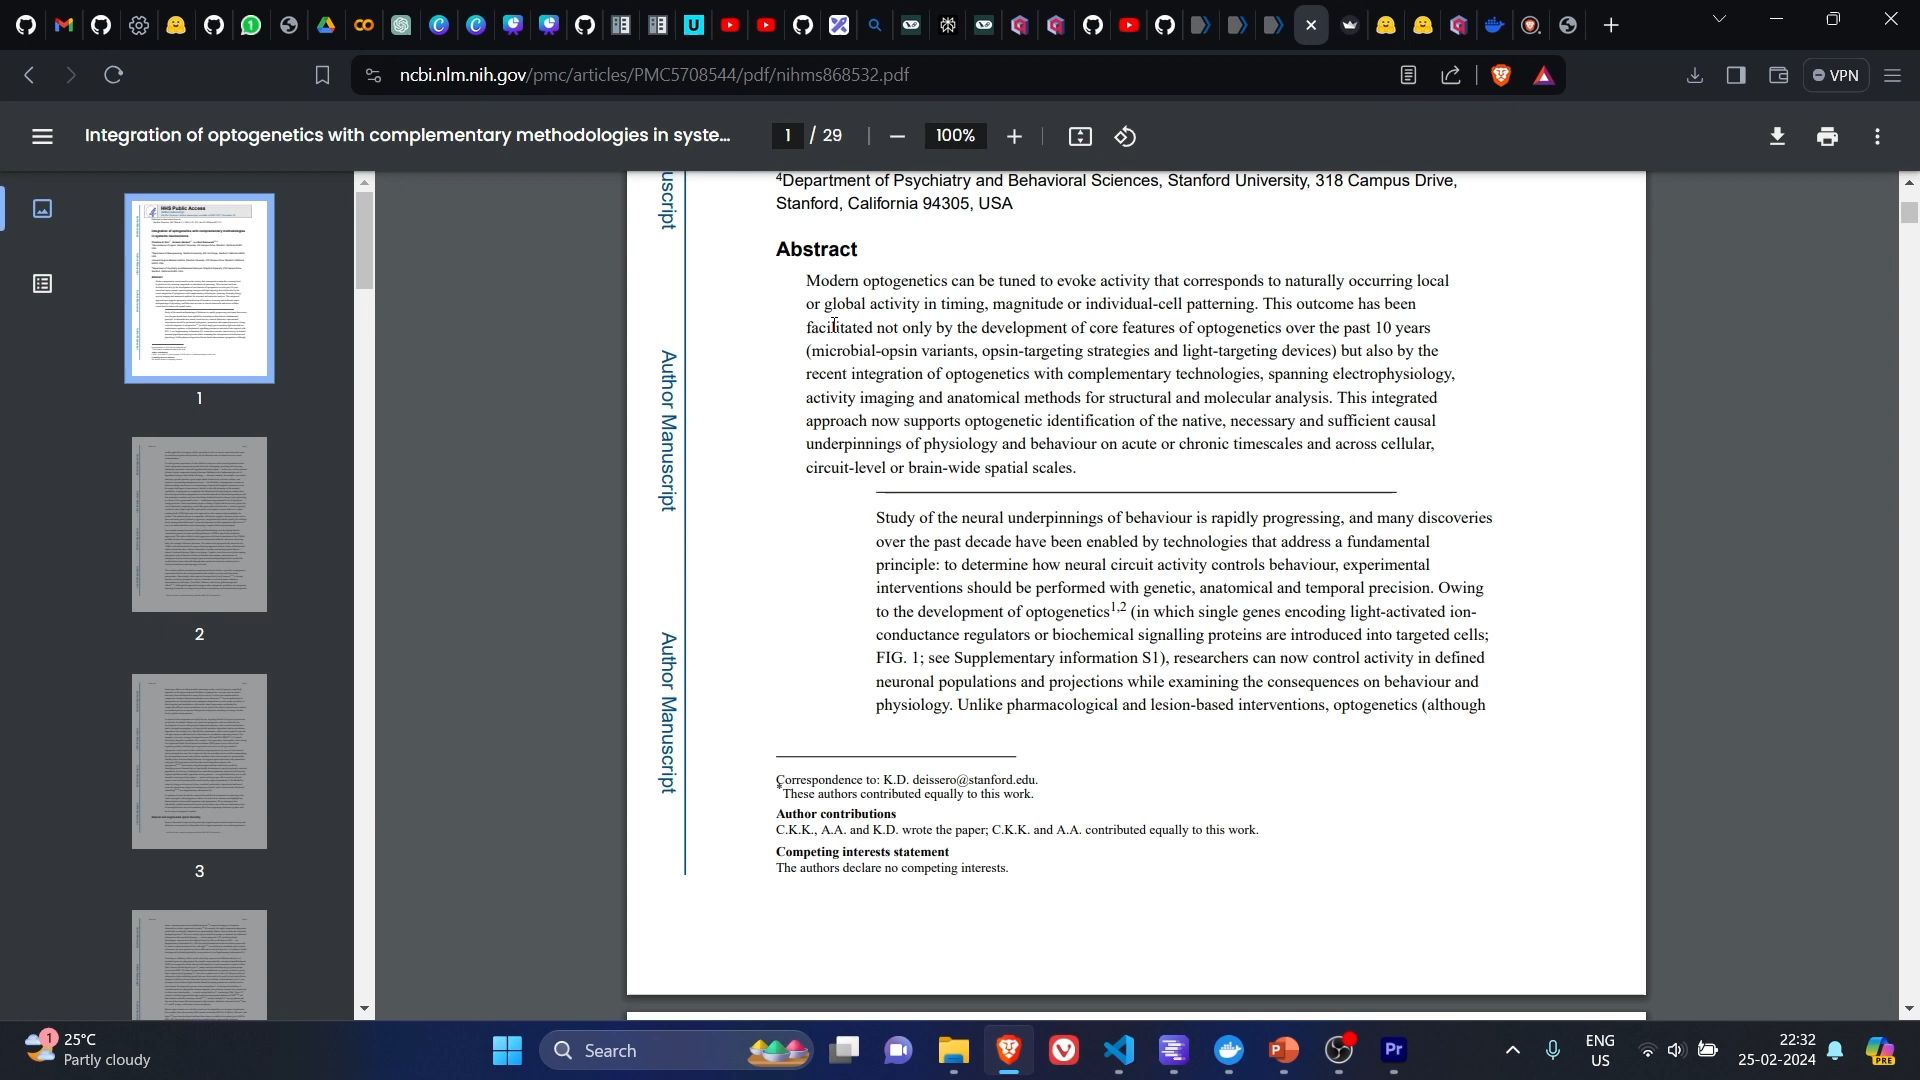 ncbi.nlm.nih.gov/pmc/articles/PMC5708544/pdf/nihms868532.pdf
VPN
Integration of optogenetics with complementary methodologies in syste...
1 / 29
100%
HHS Public Access
1
2
3
uscript
Author Manuscript
Author Manuscript
4Department of Psychiatry and Behavioral Sciences, Stanford University, 318 Campus Drive,
Stanford, California 94305, USA
Abstract
Modern optogenetics can be tuned to evoke activity that corresponds to naturally occurring local
or global activity in timing, magnitude or individual-cell patterning. This outcome has been
facilitated not only by the development of core features of optogenetics over the past 10 years
(microbial-opsin variants, opsin-targeting strategies and light-targeting devices) but also by the
recent integration of optogenetics with complementary technologies, spanning electrophysiology,
activity imaging and anatomical methods for structural and molecular analysis. This integrated
approach now supports optogenetic identification of the native, necessary and sufficient causal
underpinnings of physiology and behaviour on acute or chronic timescales and across cellular,
circuit-level or brain-wide spatial scales.
Study of the neural underpinnings of behaviour is rapidly progressing, and many discoveries
over the past decade have been enabled by technologies that address a fundamental
principle: to determine how neural circuit activity controls behaviour, experimental
interventions should be performed with genetic, anatomical and temporal precision. Owing
to the development of optogenetics1,2 (in which single genes encoding light-activated ion-
conductance regulators or biochemical signalling proteins are introduced into targeted cells;
FIG. 1; see Supplementary information S1), researchers can now control activity in defined
neuronal populations and projections while examining the consequences on behaviour and
physiology. Unlike pharmacological and lesion-based interventions, optogenetics (although
Correspondence to: K.D. deissero@stanford.edu.
*These authors contributed equally to this work.
Author contributions
C.K.K., A.A. and K.D. wrote the paper; C.K.K. and A.A. contributed equally to this work.
Competing interests statement
The authors declare no competing interests.
1
25°C
Partly cloudy
Search
Pr
ENG
US
22:32
25-02-2024
PRE